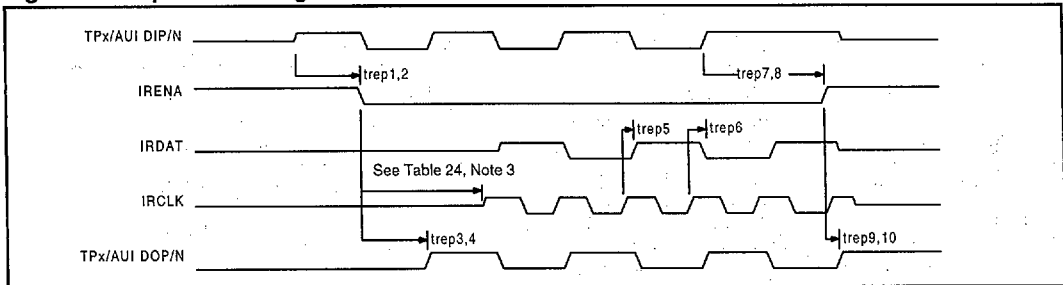 TPx/AUI DIP/N
trep1,2
trep7,8
IRENA
trep5
trep6
IRDAT
See Table 24, Note 3
IRCLK
trep3,4
trep9,10
TPx/AUI DOP/N